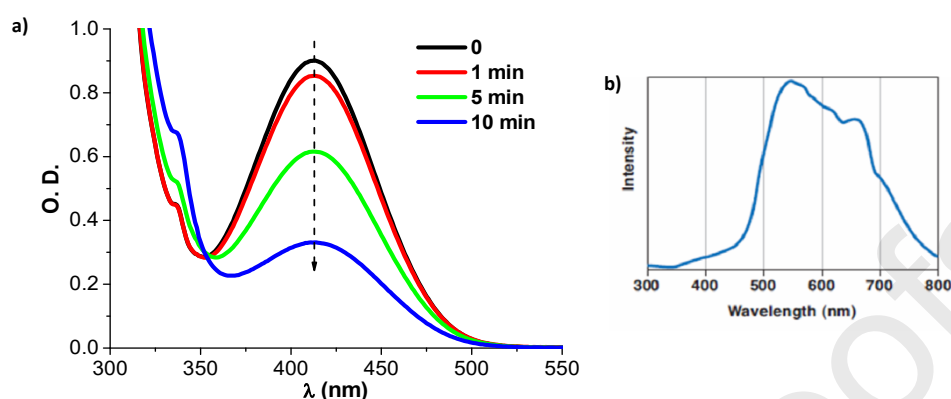 a)
O. D.
1.0
0.8
0.6
0.4
0.2
0.0
300 350 400 450 500 550
λ (nm)
0
1 min
5 min
10 min
b)
Intensity
300 400 500 600 700 800
Wavelength (nm)